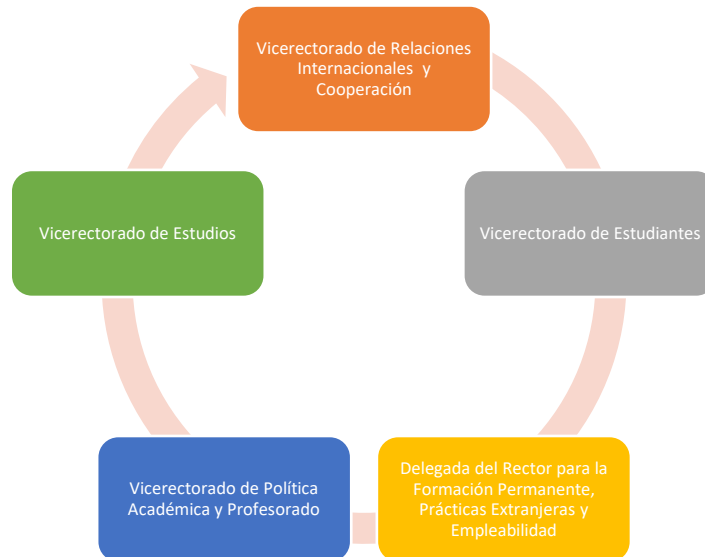 Vicerectorado de Relaciones
Internacionales y
Cooperación
Vicerectorado de Estudiantes
Delegada del Rector para la
Formación Permanente,
Prácticas Extranjeras y
Empleabilidad
Vicerectorado de Política
Académica y Profesorado
Vicerectorado de Estudios